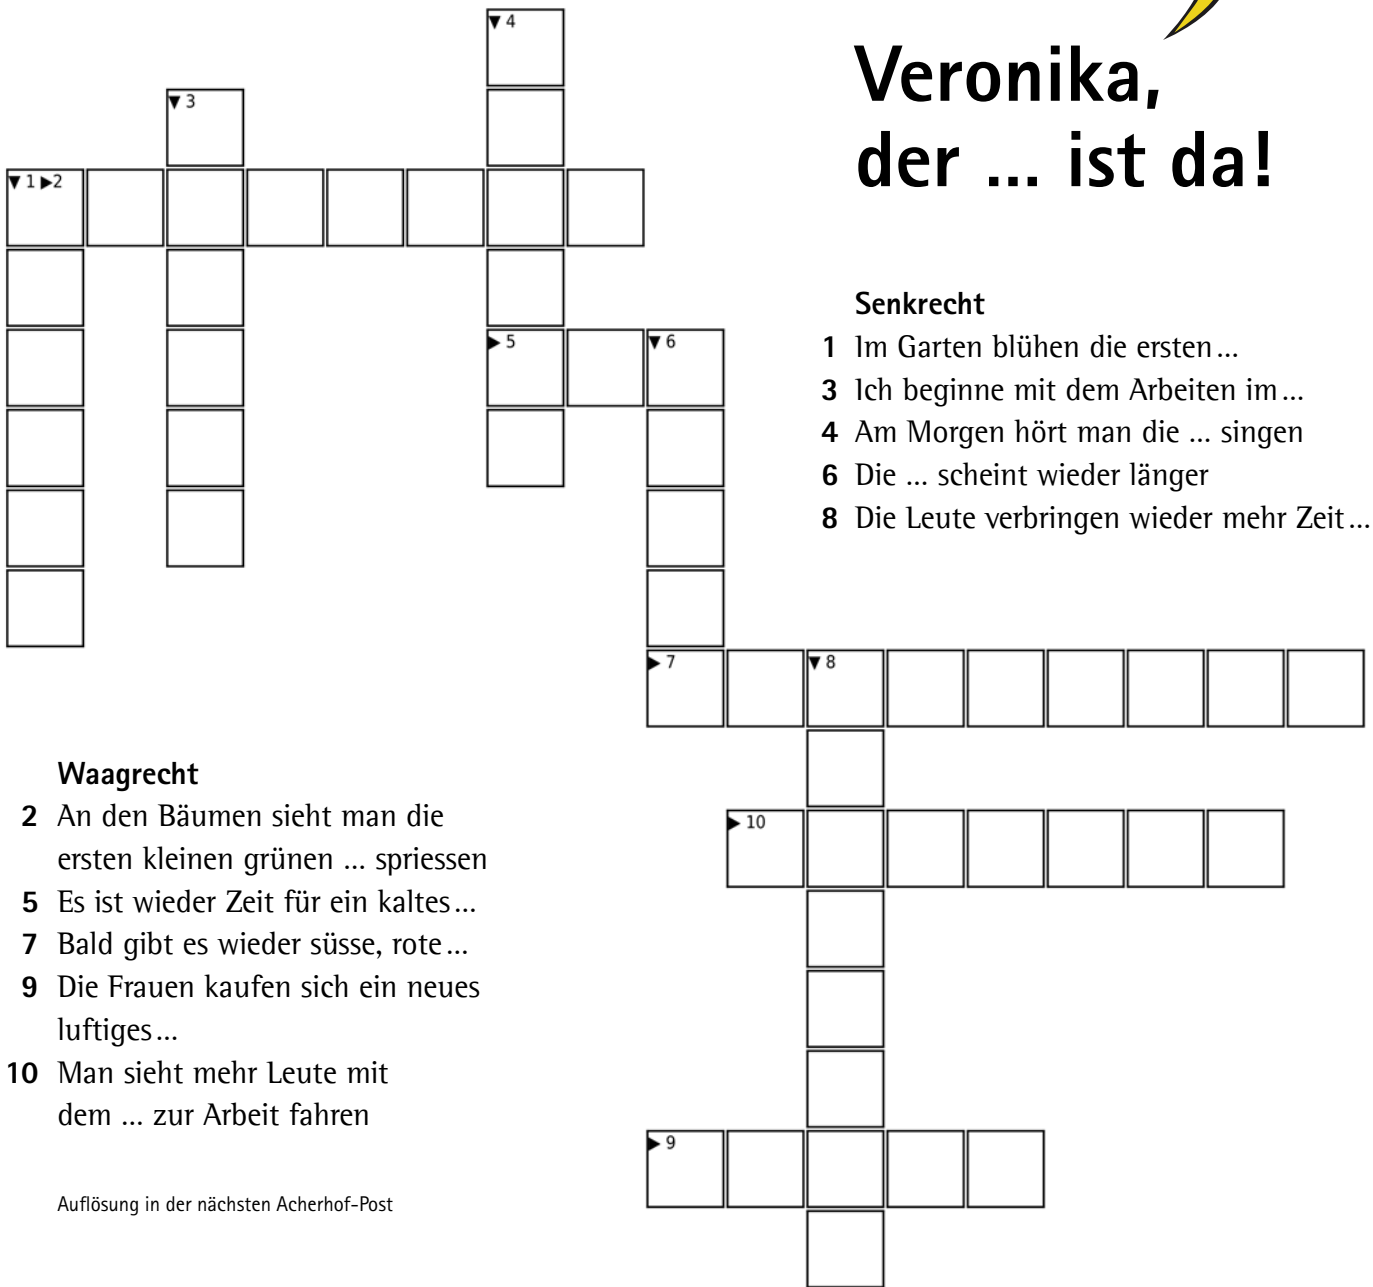 Veronika,
der ... ist da!
▼ 4
▼ 3
▼ 1 ▶2
▶ 5
▼ 6
▶ 7
▼ 8
▶ 10
▶ 9
Senkrecht
1 Im Garten blühen die ersten ...
3 Ich beginne mit dem Arbeiten im ...
4 Am Morgen hört man die ... singen
6 Die ... scheint wieder länger
8 Die Leute verbringen wieder mehr Zeit ...
Waagrecht
2 An den Bäumen sieht man die
ersten kleinen grünen ... spriessen
5 Es ist wieder Zeit für ein kaltes ...
7 Bald gibt es wieder süsse, rote ...
9 Die Frauen kaufen sich ein neues
luftiges ...
10 Man sieht mehr Leute mit
dem ... zur Arbeit fahren
Auflösung in der nächsten Acherhof-Post